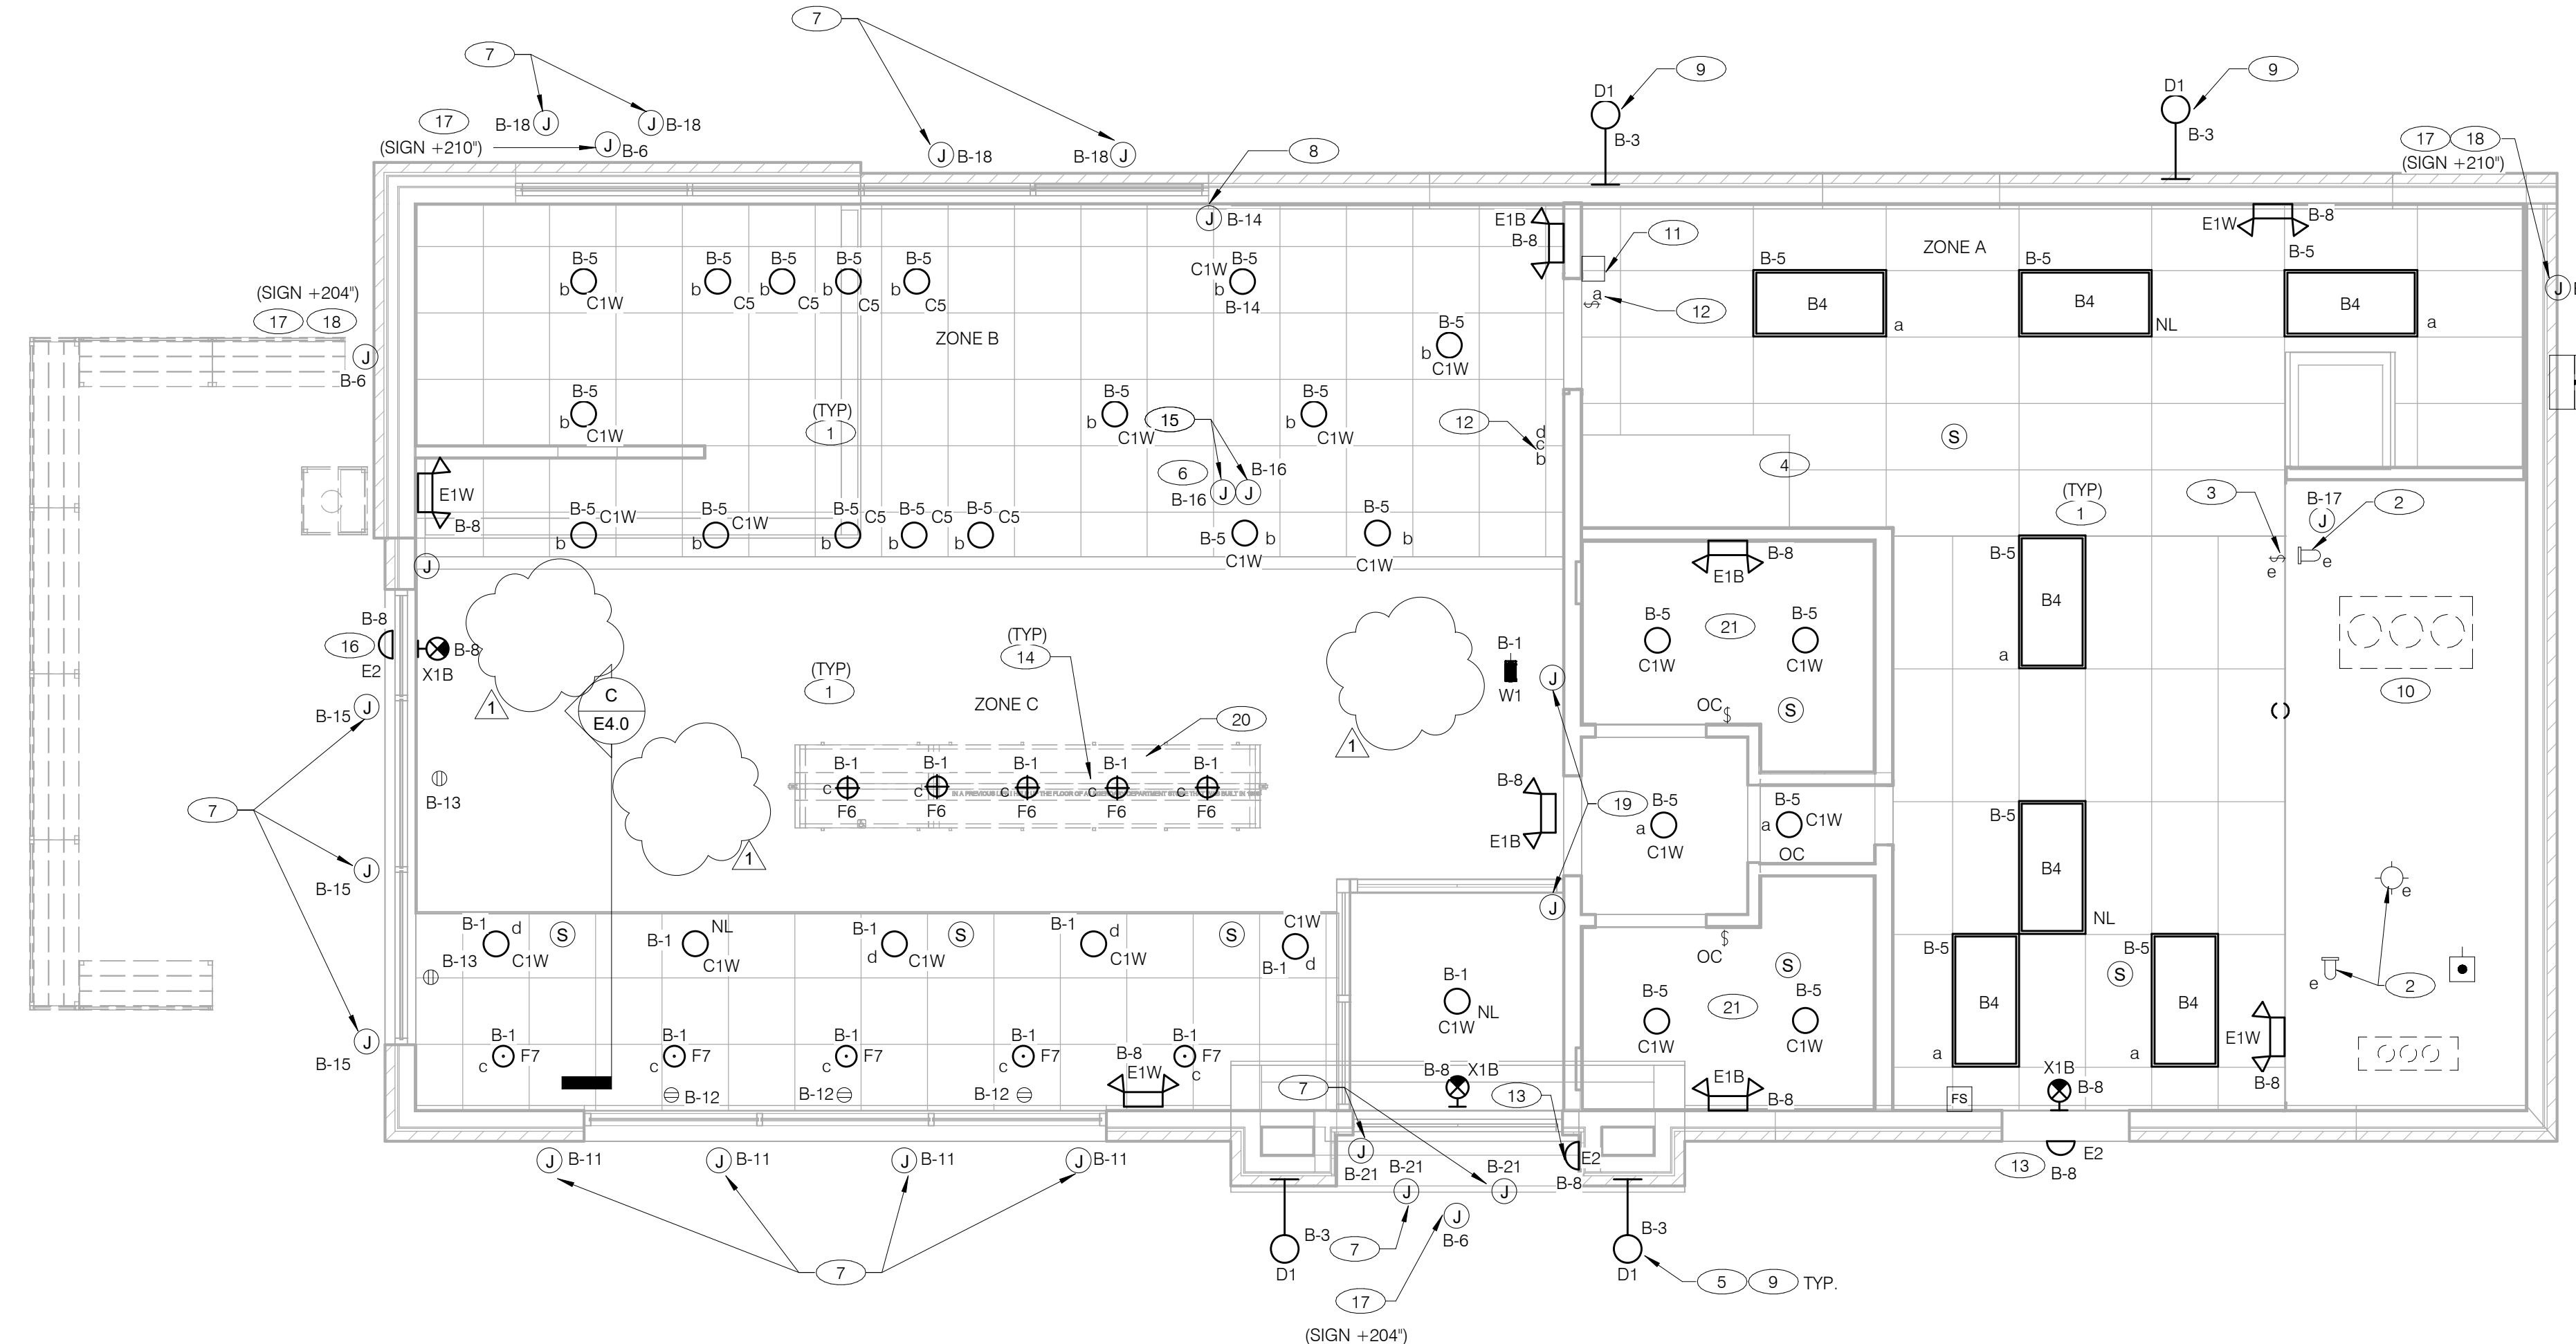 7
7
9
9
D1
D1
B-3
B-3
17
(SIGN +210")
B-18 J
J B-18
J B-6
J B-18
B-18 J
8
17 18
(SIGN +210")
J B-14
E1B
B-8
11
a
12
ZONE A
E1W
B-8
B-5
J
B-5
B-5
B4
a
B4
NL
B4
a
(SIGN +204")
17 18
J
B-6
B-5
b
C1W
B-5
b
C5
B-5
b
C5
B-5
b
C5
B-5
b
C5
B-5
C1W
b
B-14
ZONE B
B-5
b
C1W
B-5
b
C1W
(TYP)
1
B-5
b
C1W
15
B-5
b
C1W
12
d
c
b
S
4
6
B-16
B-16 J J
E1W
B-8
B-5
C1W
b
B-5
C1W
b
B-5
C5
b
B-5
C5
b
B-5
C5
b
B-5 b
C1W
B-5
b
C1W
(TYP)
1
3
B-17
J
2
e
e
J
B-8
16
E2
B-8
X1B
1
C
E4.0
(TYP)
1
(TYP)
14
ZONE C
20
1
1
B-1
W1
J
B-8
E1B
B-5
C1W
21
B-5
C1W
OC $
S
B-5
B4
a
10
B-15
J
7
B-13
B-1
c
F6
B-1
c
F6
B-1
c
F6
B-1
c
F6
B-1
c
F6
IN A PREVIOUS LIFE I
THE FLOOR OF A
DEPARTMENT STORE
BUILT IN
B-8
E1B
19
B-5
a
C1W
B-5
a
C1W
OC
B-5
B4
NL
e
J
B-15
J
B-1
d
C1W
S
NL
B-1
C1W
B-1
d
C1W
S
B-1
d
C1W
S
C1W
B-1
d
B-13
B-1
NL
C1W
OC $
S
B-5
C1W
21
B-5
C1W
B-5
B4
a
B-5
B4
a
S
e
2
J
B-15
B-1
c
F7
B-1
c
F7
B-1
c
F7
B-1
c
F7
B-1
c
F7
B-12
B-12
B-12
B-8
E1W
7
B-8
X1B
13
E1B
B-8
FS
X1B
B-8
E1W
B-8
J B-11
J B-11
J B-11
J B-11
J
B-21
B-21
J
B-21
J
E2
B-8
13
E2
B-8
7
B-3
D1
7
J
B-6
B-3
D1
5 9 TYP.
17
(SIGN +204")